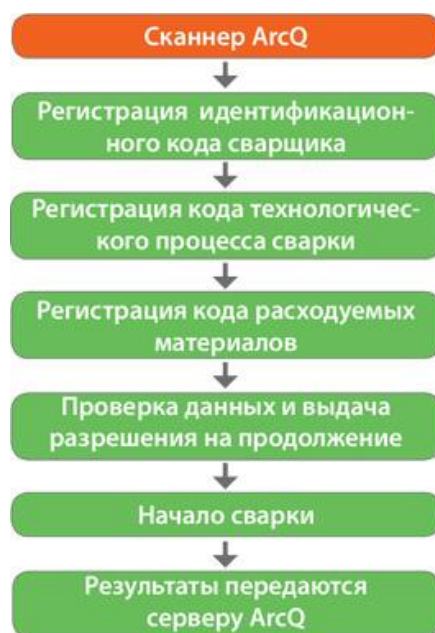 Сканнер ArcQ
Регистрация идентификацион-
ного кода сварщика
Регистрация кода технологичес-
кого процесса сварки
Регистрация кода расходуемых
материалов
Проверка данных и выдача
разрешения на продолжение
Начало сварки
Результаты передаются
серверу ArcQ